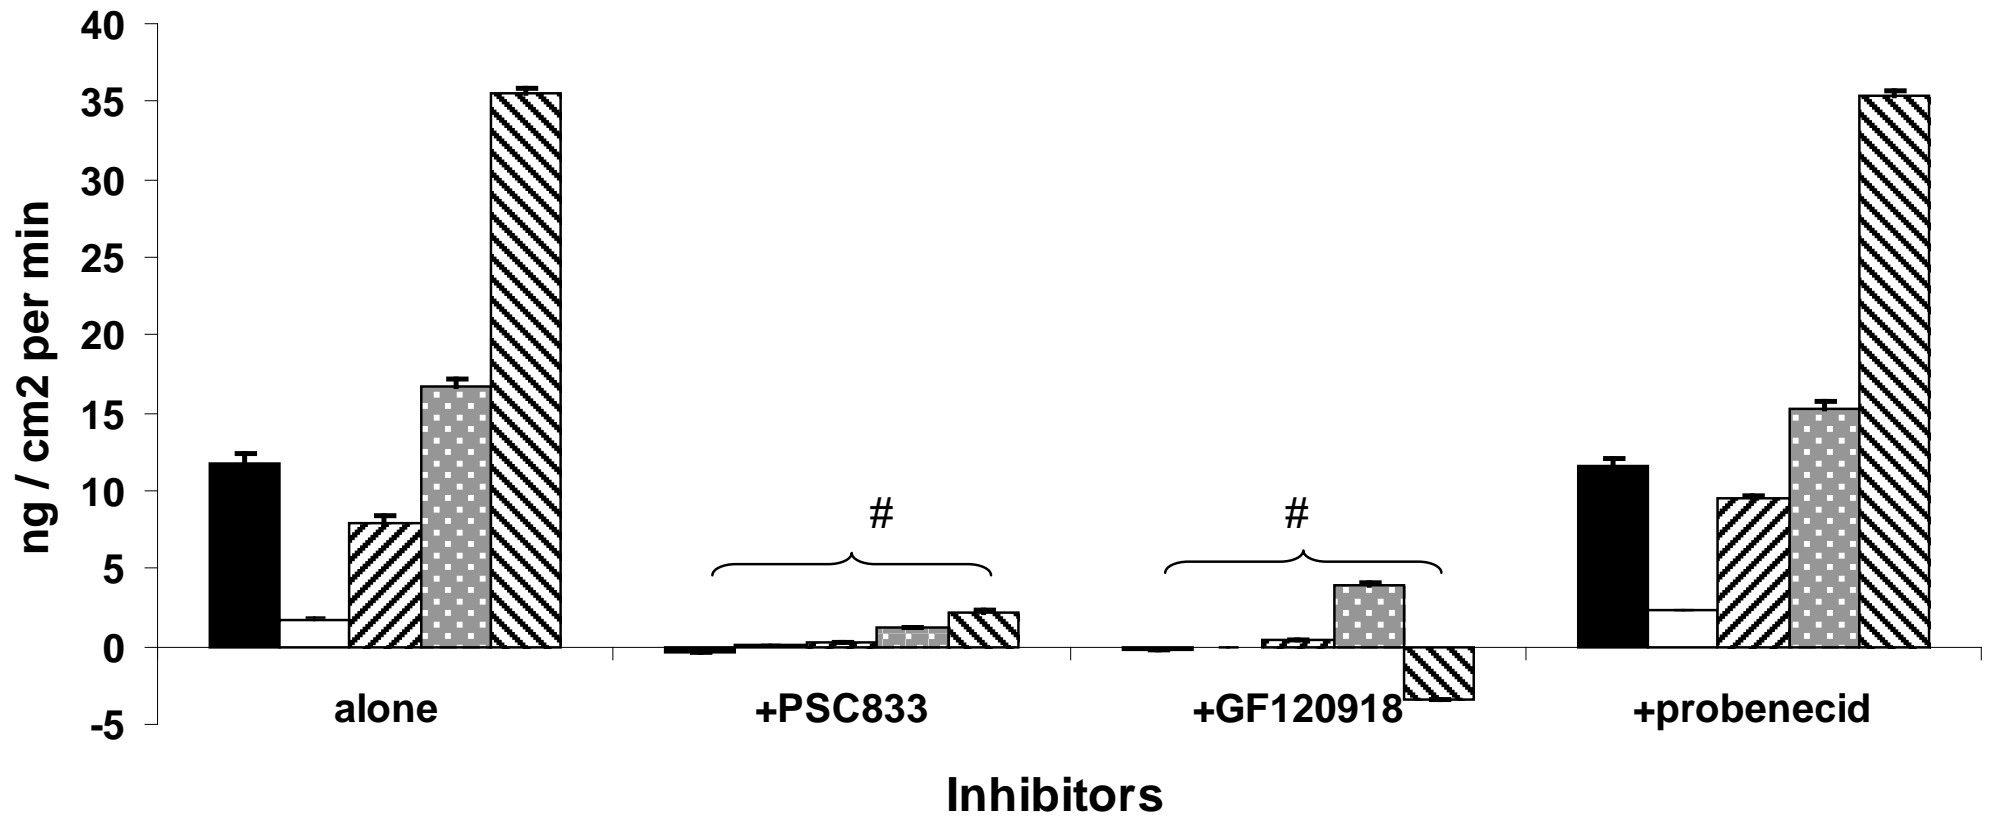 40
35
30
25
20
15
10
5
0
-5
ng / cm2 per min
#
#
alone
+PSC833
+GF120918
+probenecid
Inhibitors